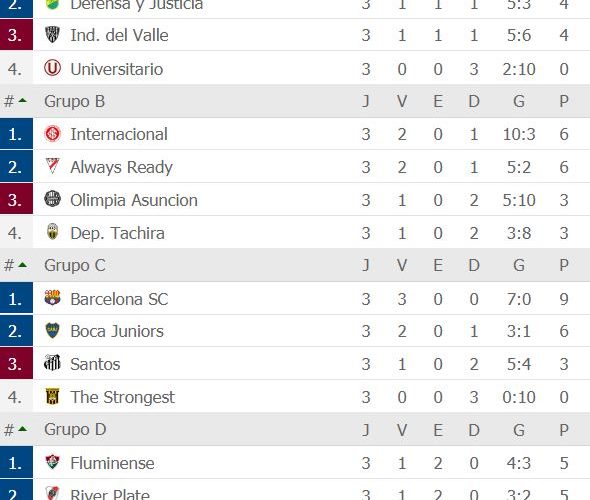 2. Defensa y Justicia 3 1 1 1 5:3 4
3. Ind. del Valle 3 1 1 1 5:6 4
4. Universitario 3 0 0 3 2:10 0
# Grupo B J V E D G P
1. Internacional 3 2 0 1 10:3 6
2. Always Ready 3 2 0 1 5:2 6
3. Olimpia Asuncion 3 1 0 2 5:10 3
4. Dep. Tachira 3 1 0 2 3:8 3
# Grupo C J V E D G P
1. Barcelona SC 3 3 0 0 7:0 9
2. Boca Juniors 3 2 0 1 3:1 6
3. Santos 3 1 0 2 5:4 3
4. The Strongest 3 0 0 3 0:10 0
# Grupo D J V E D G P
1. Fluminense 3 1 2 0 4:3 5
2. River Plate 3 1 2 0 3:2 5